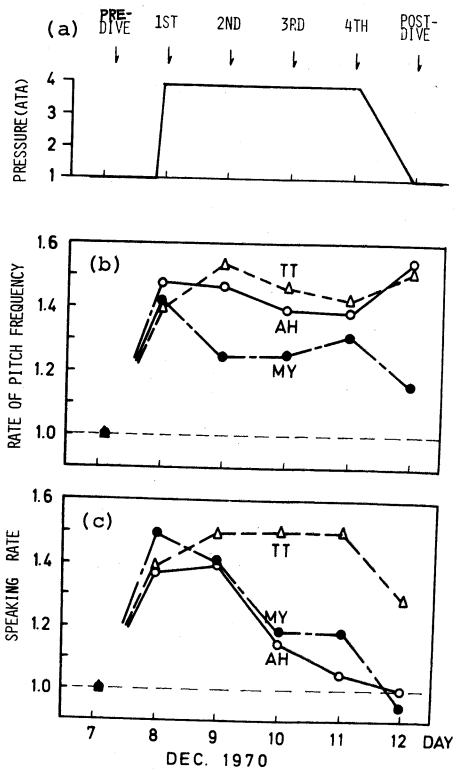 (a) PRE-DIVE 1ST 2ND 3RD 4TH POST-DIVE
PRESSURE(ATA)
4
3
2
1
(b)
RATE OF PITCH FREQUENCY
1.6
1.4
1.2
1.0
TT
AH
MY
(c)
SPEAKING RATE
1.6
1.4
1.2
1.0
TT
MY
AH
7 8 9 10 11 12 DAY
DEC. 1970